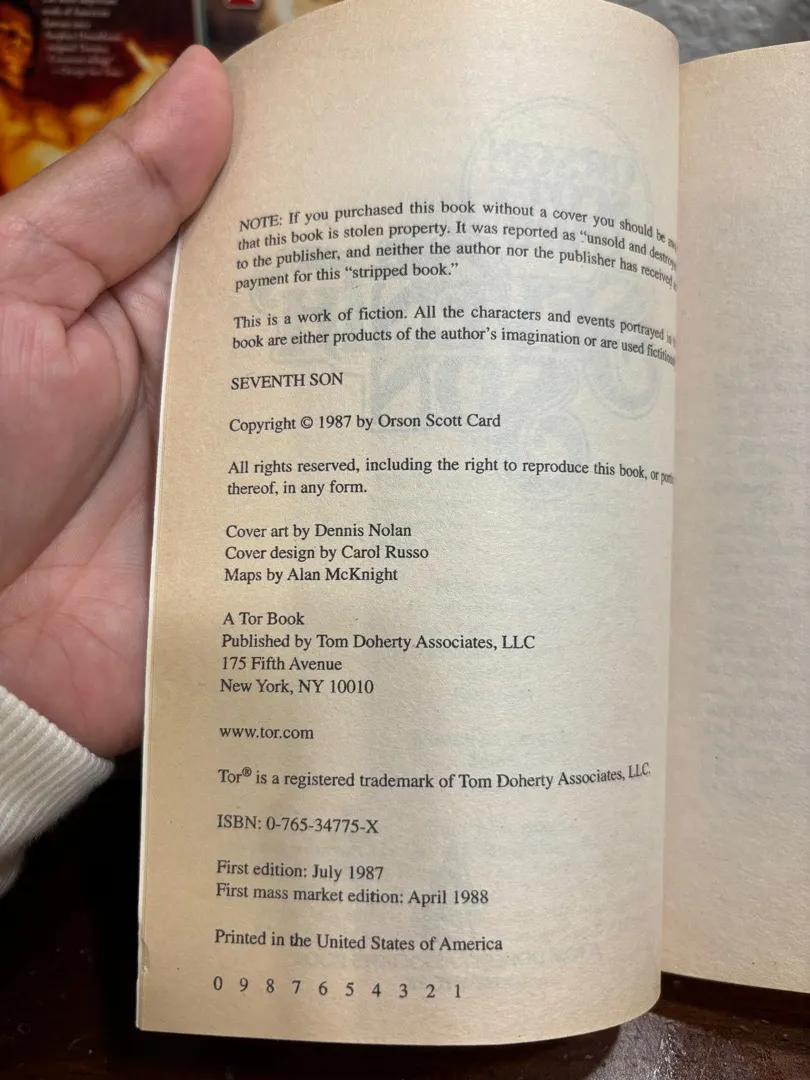 NOTE: If you purchased this book without a cover you should be
that this book is stolen property. It was reported as “unsold and
to the publisher, and neither the author nor the publisher has received
payment for this “stripped book.”
This is a work of fiction. All the characters and events portrayed
book are either products of the author’s imagination or are used
SEVENTH SON
Copyright © 1987 by Orson Scott Card
All rights reserved, including the right to reproduce this book, or
thereof, in any form.
Cover art by Dennis Nolan
Cover design by Carol Russo
Maps by Alan McKnight
A Tor Book
Published by Tom Doherty Associates, LLC
175 Fifth Avenue
New York, NY 10010
www.tor.com
Tor® is a registered trademark of Tom Doherty Associates, LLC.
ISBN: 0-765-34775-X
First edition: July 1987
First mass market edition: April 1988
Printed in the United States of America
0 9 8 7 6 5 4 3 2 1